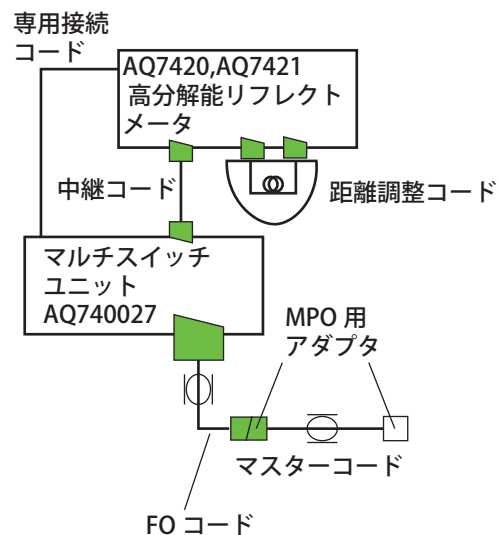 専用接続
コード
AQ7420,AQ7421
高分解能リフレクト
メータ
中継コード
距離調整コード
マルチスイッチ
ユニット
AQ740027
MPO 用
アダプタ
マスターコード
FO コード